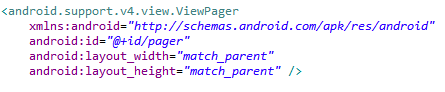 <android.support.v4.view.ViewPager
xmlns:android="http://schemas.android.com/apk/res/android"
android:id="@+id/pager"
android:layout_width="match_parent"
android:layout_height="match_parent" />